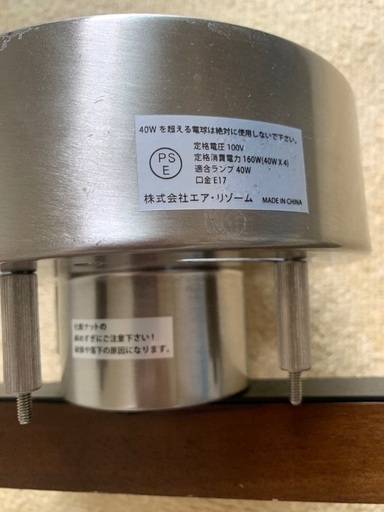 40Wを超える電球は絶対に使用しないで下さい。
定格電圧 100V
定格消費電力 160W(40W X 4)
適合ランプ 40W
口金 E17
PS
E
株式会社エア・リゾーム MADE IN CHINA
化粧ナットの
締めすぎにご注意下さい!
破損や落下の原因になります。